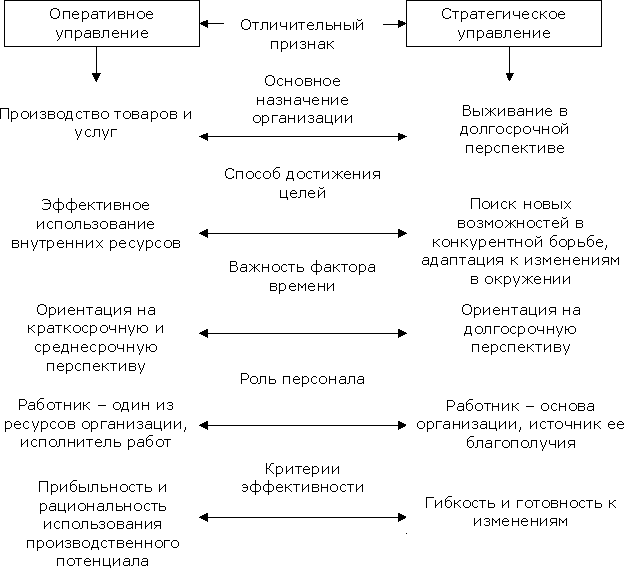 Оперативное
управление
Отличительный
признак
Стратегическое
управление
Основное
назначение
организации
Производство товаров и
услуг
Выживание в
долгосрочной
перспективе
Способ достижения
целей
Эффективное
использование
внутренних ресурсов
Поиск новых
возможностей в
конкурентной борьбе,
адаптация к изменениям
в окружении
Важность фактора
времени
Ориентация на
краткосрочную и
среднесрочную
перспективу
Ориентация на
долгосрочную
перспективу
Роль персонала
Работник – один из
ресурсов организации,
исполнитель работ
Работник – основа
организации, источник ее
благополучия
Критерии
эффективности
Прибыльность и
рациональность
использования
производственного
потенциала
Гибкость и готовность к
изменениям